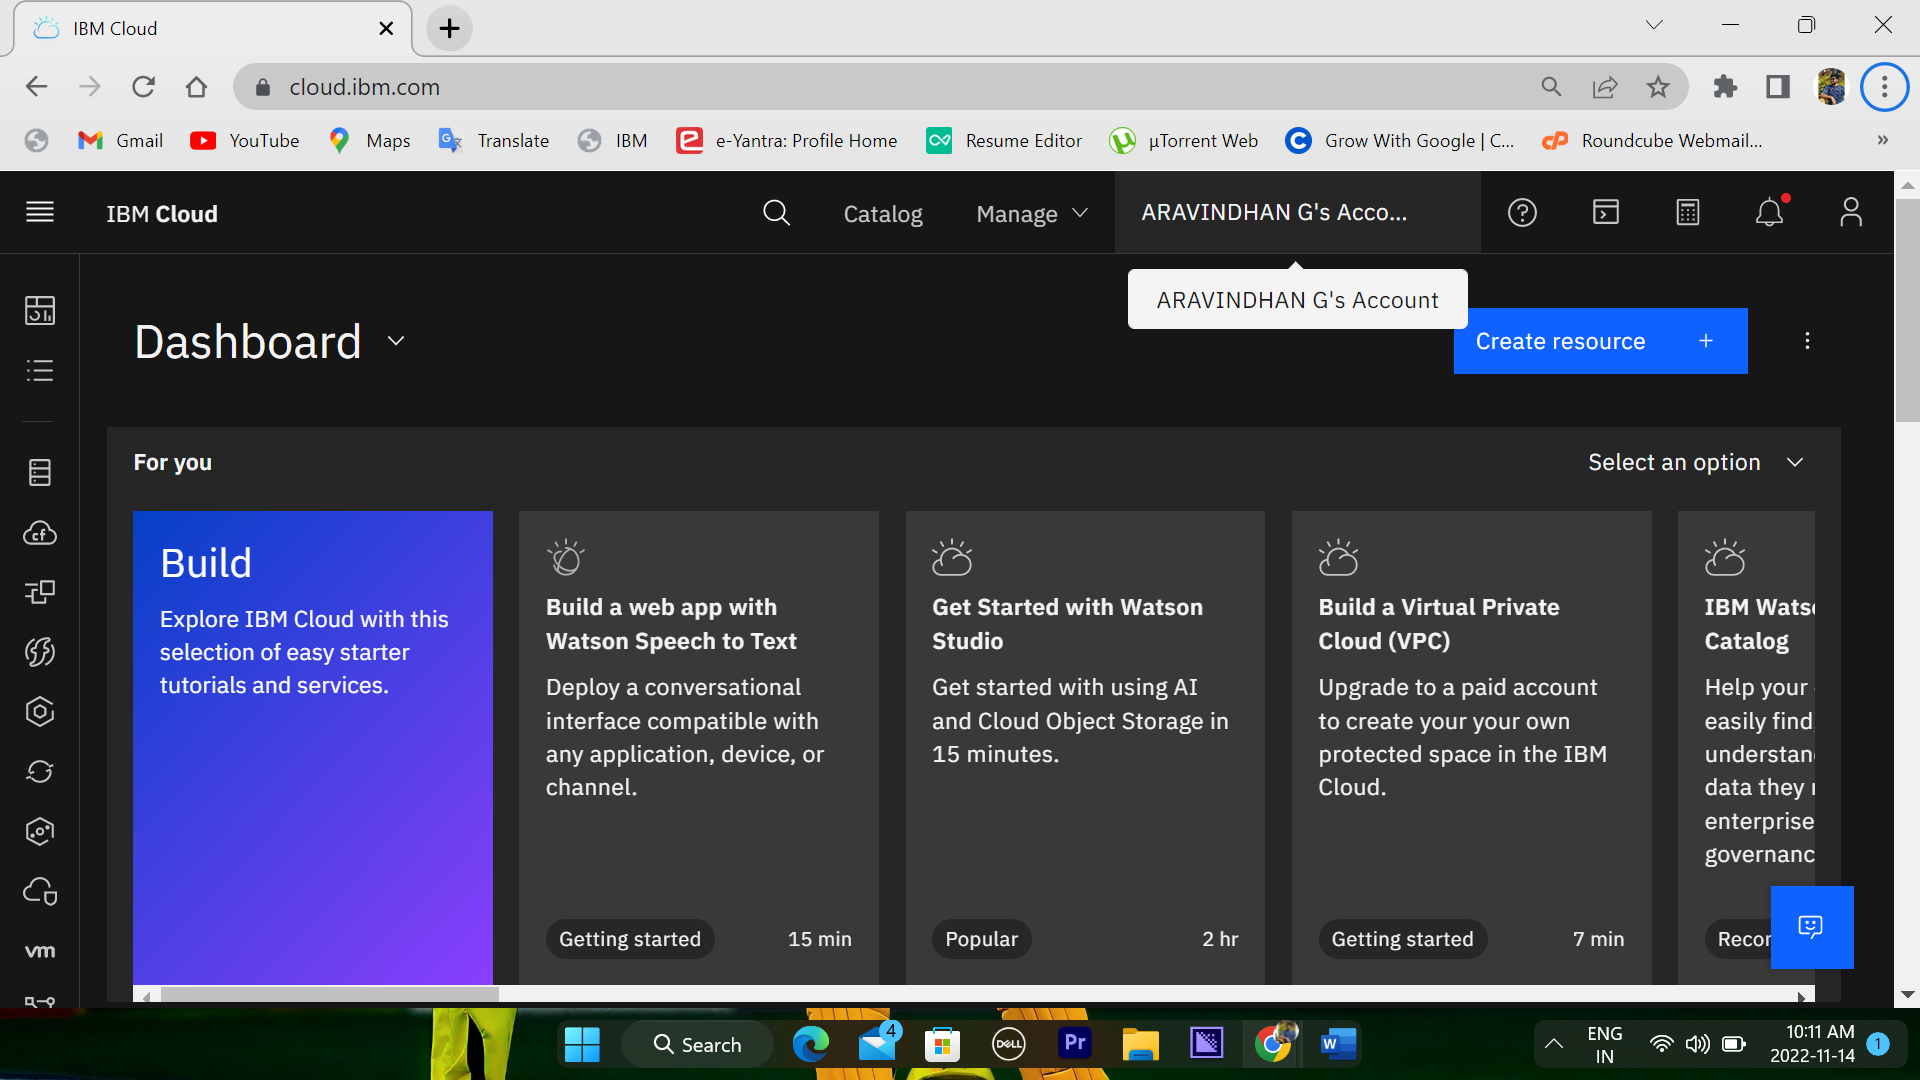 IBM Cloud
cloud.ibm.com
Gmail
YouTube
Maps
Translate
IBM
e-Yantra: Profile Home
Resume Editor
µTorrent Web
Grow With Google | C...
Roundcube Webmail...
»
IBM Cloud
Catalog
Manage
ARAVINDHAN G's Acco...
ARAVINDHAN G's Account
Dashboard
Create resource +
For you
Select an option
Build
Explore IBM Cloud with this
selection of easy starter
tutorials and services.
Build a web app with
Watson Speech to Text
Deploy a conversational
interface compatible with
any application, device, or
channel.
Getting started
15 min
Get Started with Watson
Studio
Get started with using AI
and Cloud Object Storage in
15 minutes.
Popular
2 hr
Build a Virtual Private
Cloud (VPC)
Upgrade to a paid account
to create your your own
protected space in the IBM
Cloud.
Getting started
7 min
IBM Wats
Catalog
Help your
easily find
understan
data they
enterprise
governanc
Recor
cf
vm
Search
4
DELL
Pr
W
ENG
IN
10:11 AM
2022-11-14
1